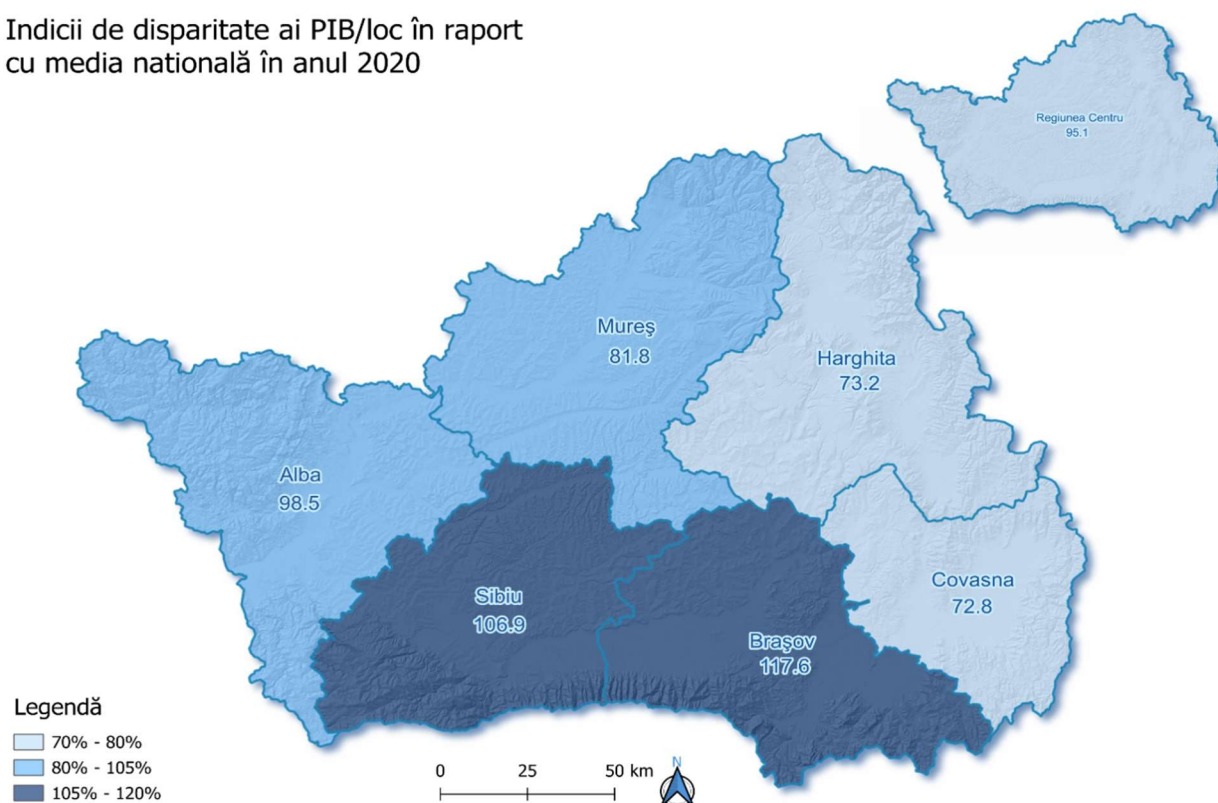 Indicii de disparitate ai PIB/loc în raport
cu media natională în anul 2020
Regiunea Centru
95.1
Mureş
81.8
Harghita
73.2
Alba
98.5
Covasna
72.8
Sibiu
106.9
Braşov
117.6
Legendă
70% - 80%
80% - 105%
105% - 120%
0 25 50 km
N